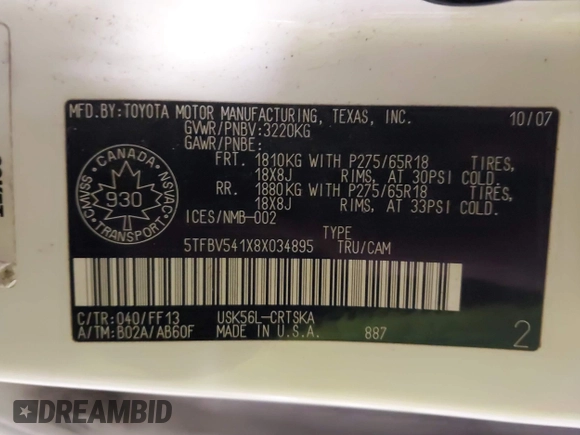 MFD.BY:TOYOTA MOTOR MANUFACTURING, TEXAS, INC. 10/07
GVWR/PNBV:3220KG
GAWR/PNBE:
FRT. 1810KG WITH P275/65R18 TIRES,
18X8J RIMS, AT 30PSI COLD
RR. 1880KG WITH P275/65R18 TIRES,
18X8J RIMS, AT 33PSI COLD.
ICES/NMB-002
TYPE
5TFBV541X8X034895 TRU/CAM
CANADA
CMVSS 930 NSVAC
TRANSPORT
C/TR:040/FF13 USK56L-CRTSKA
A/TM:B02A/AB60F MADE IN U.S.A. 887 2
DREAMBID